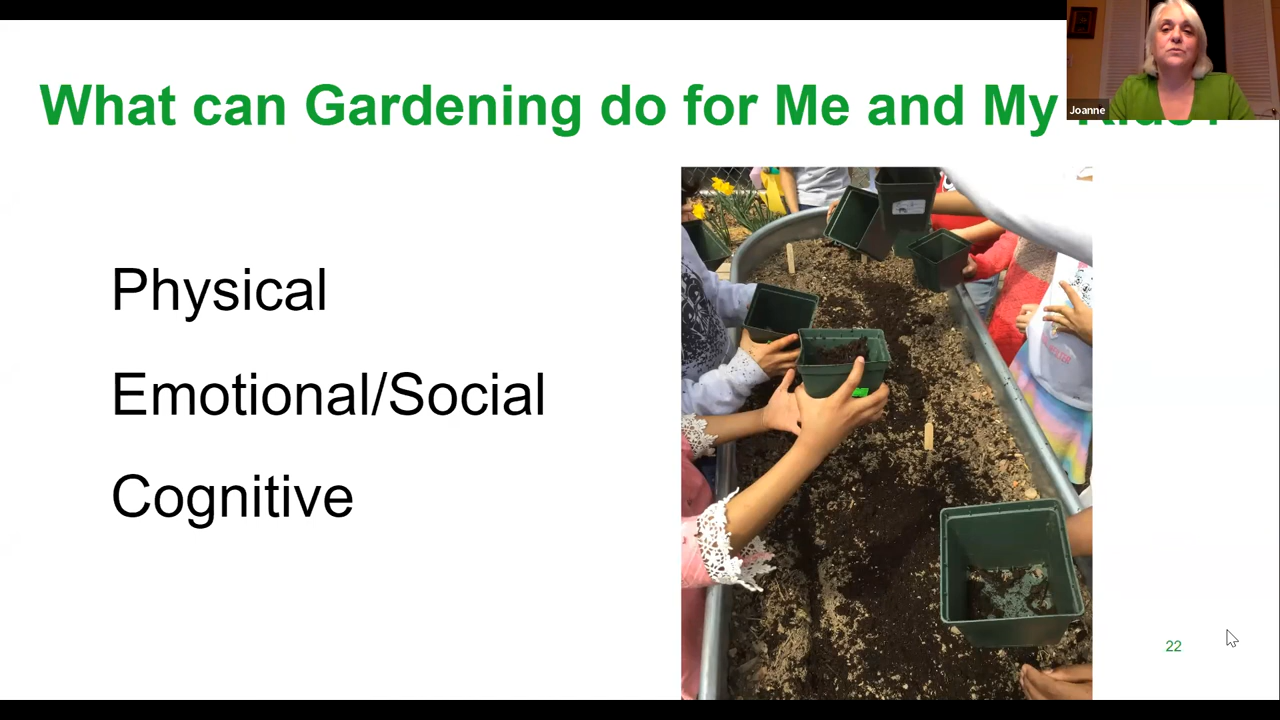 What can Gardening do for Me and My
Joanne
Physical
Emotional/Social
Cognitive
22